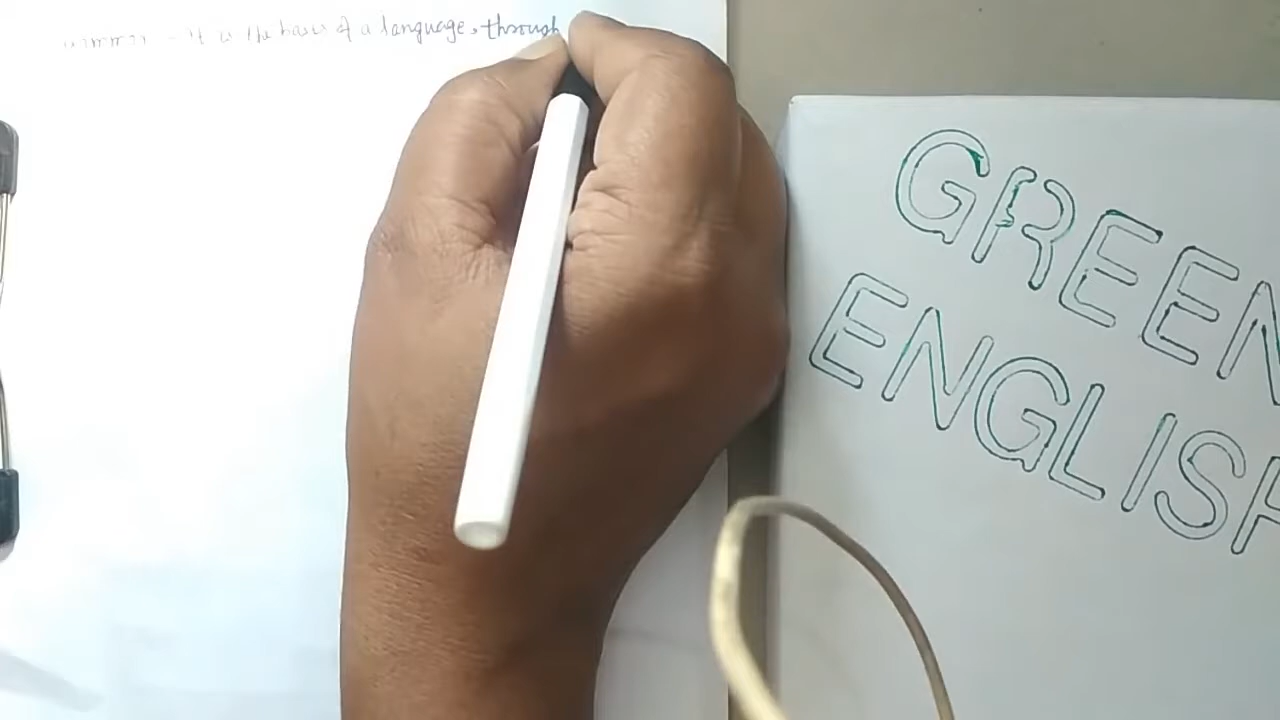 - It is the basis of a language, through
GREEN
ENGLISH